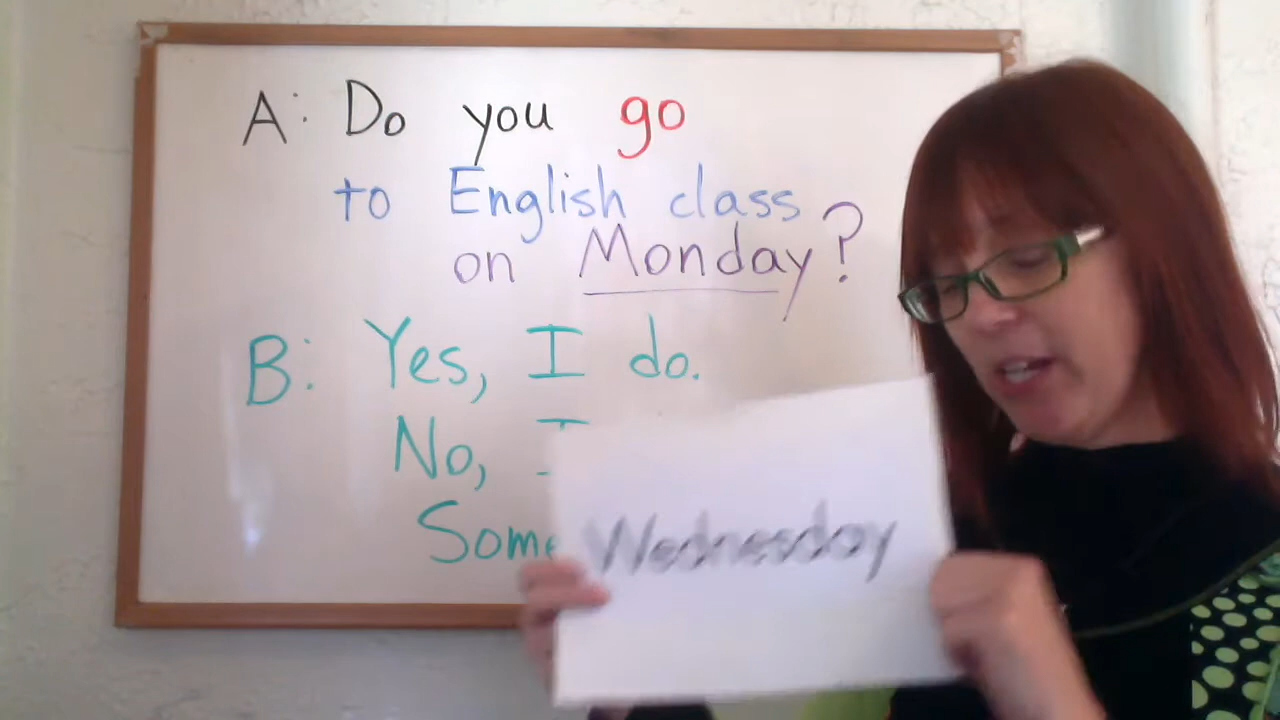 A: Do you go
to English class
on Monday?
B: Yes, I do.
No,
Some
Wednesday